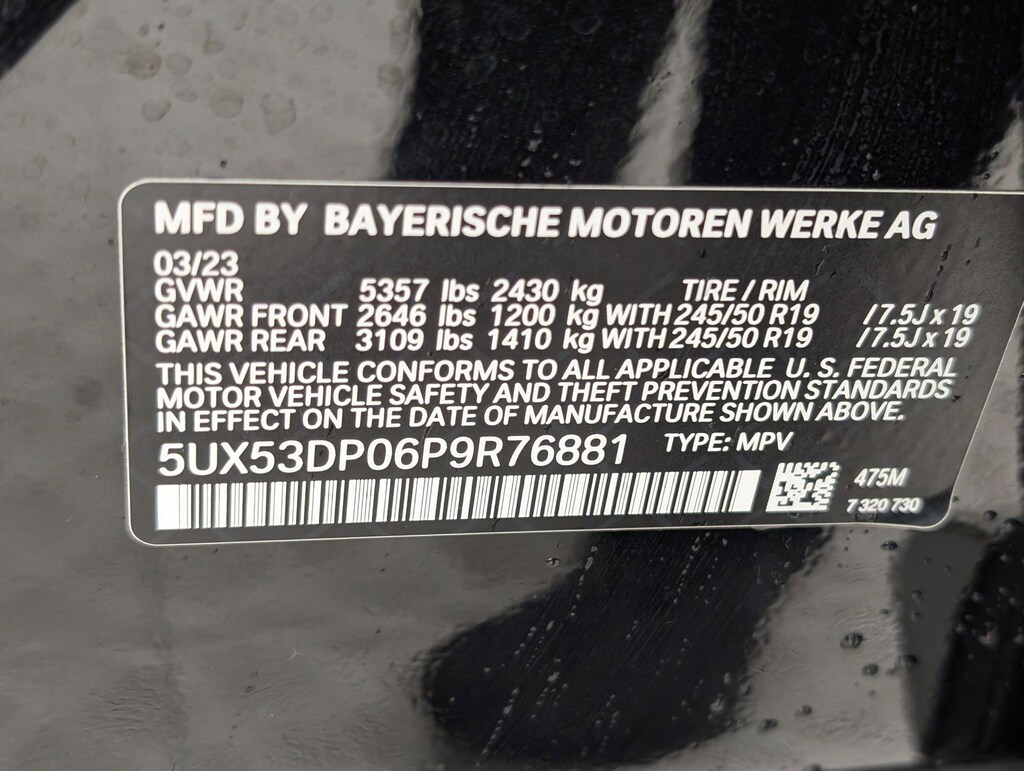 MFD BY BAYERISCHE MOTOREN WERKE AG
03/23
GVWR 5357 lbs 2430 kg TIRE / RIM
GAWR FRONT 2646 lbs 1200 kg WITH 245/50 R19 / 7.5J x 19
GAWR REAR 3109 lbs 1410 kg WITH 245/50 R19 / 7.5J x 19
THIS VEHICLE CONFORMS TO ALL APPLICABLE U. S. FEDERAL
MOTOR VEHICLE SAFETY AND THEFT PREVENTION STANDARDS
IN EFFECT ON THE DATE OF MANUFACTURE SHOWN ABOVE.
5UX53DP06P9R76881 TYPE: MPV
475M
7 320 730